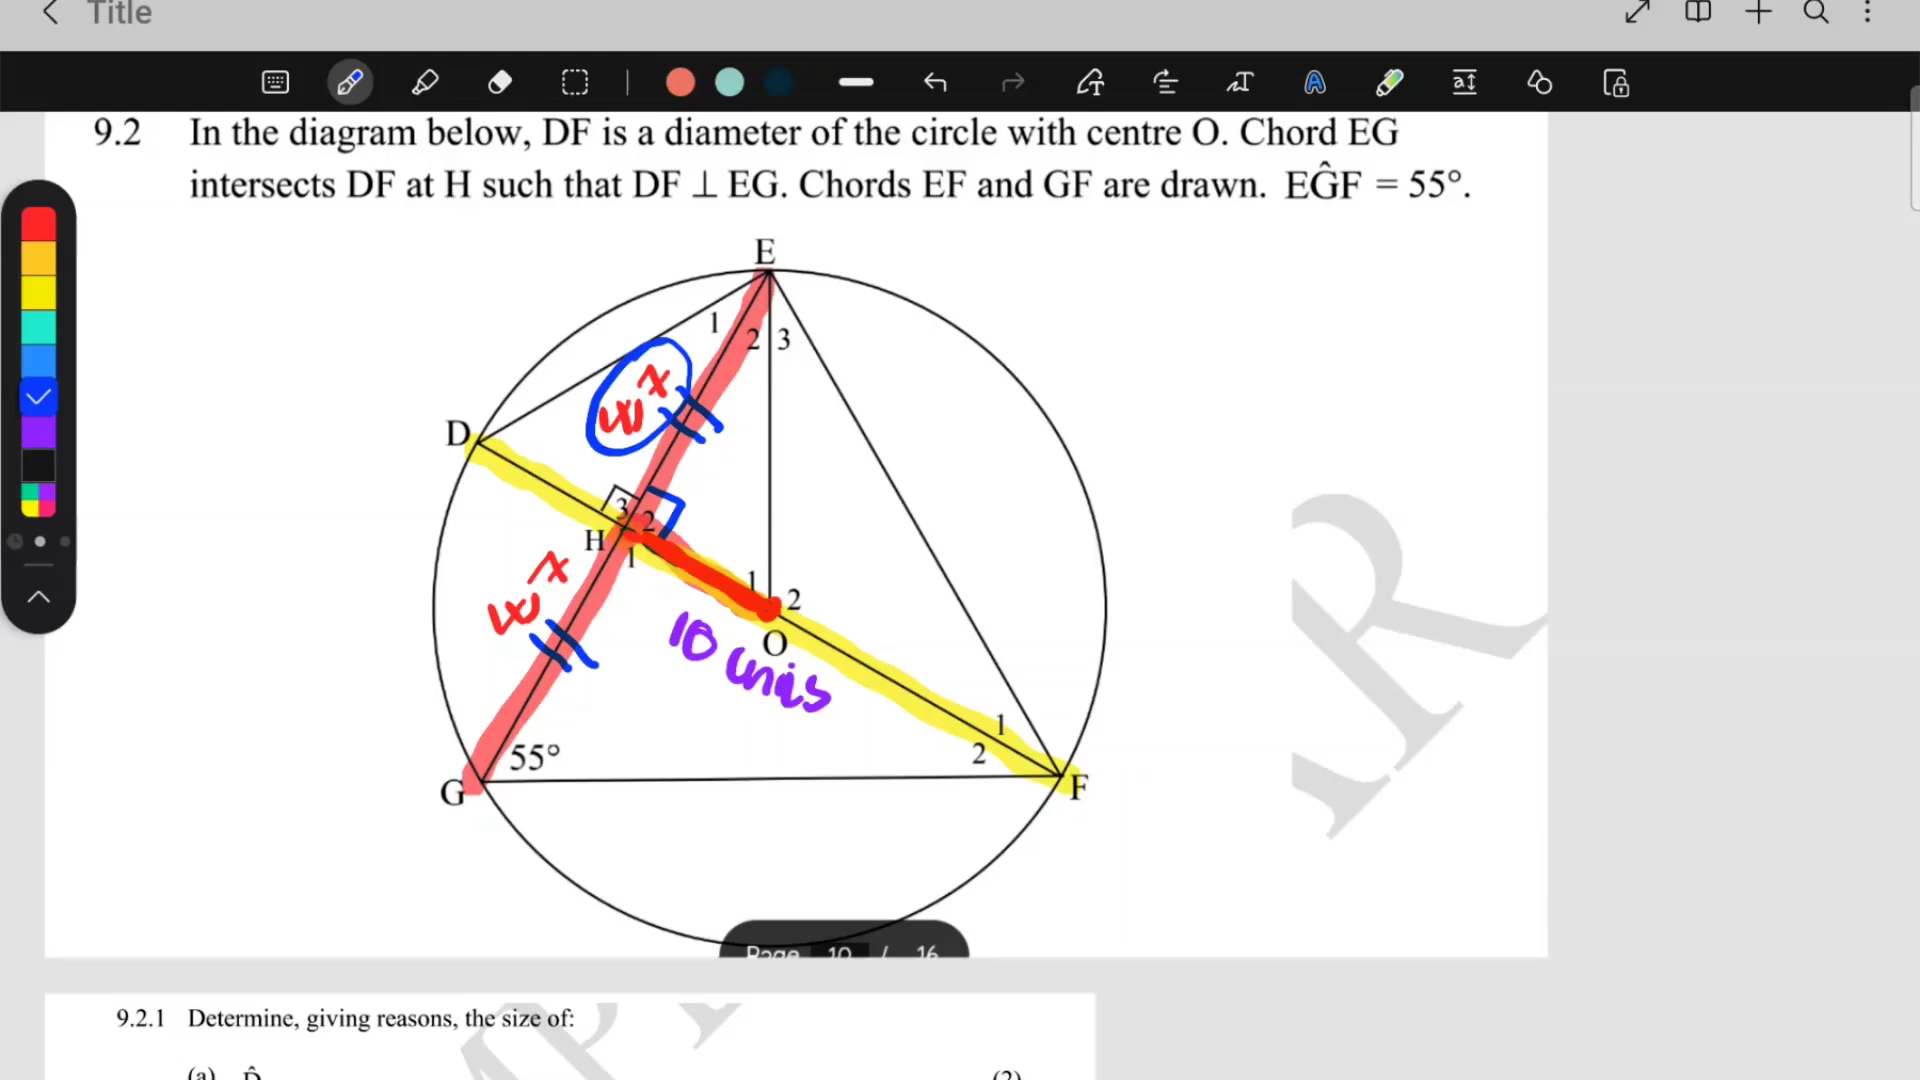 Title
9.2 In the diagram below, DF is a diameter of the circle with centre O. Chord EG
intersects DF at H such that DF ⊥ EG. Chords EF and GF are drawn. EĜF = 55°.
E
1
2 3
x
D
3
2
H
1
x
1
2
O
10 units
1
2
55°
G
F
Page 10 / 16
9.2.1 Determine, giving reasons, the size of:
(a) D̂ (2)